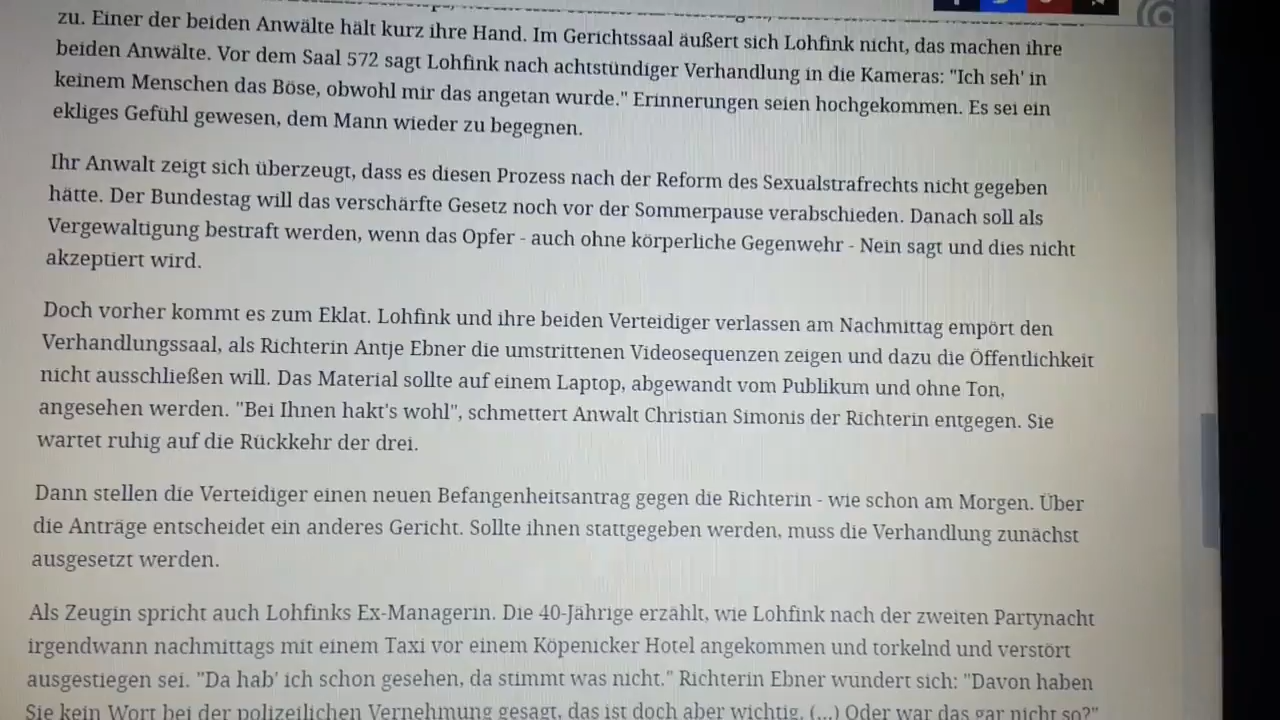 zu. Einer der beiden Anwälte hält kurz ihre Hand. Im Gerichtssaal äußert sich Lohfink nicht, das machen ihre
beiden Anwälte. Vor dem Saal 572 sagt Lohfink nach achtstündiger Verhandlung in die Kameras: "Ich seh' in
keinem Menschen das Böse, obwohl mir das angetan wurde." Erinnerungen seien hochgekommen. Es sei ein
ekliges Gefühl gewesen, dem Mann wieder zu begegnen.
Ihr Anwalt zeigt sich überzeugt, dass es diesen Prozess nach der Reform des Sexualstrafrechts nicht gegeben
hätte. Der Bundestag will das verschärfte Gesetz noch vor der Sommerpause verabschieden. Danach soll als
Vergewaltigung bestraft werden, wenn das Opfer - auch ohne körperliche Gegenwehr - Nein sagt und dies nicht
akzeptiert wird.
Doch vorher kommt es zum Eklat. Lohfink und ihre beiden Verteidiger verlassen am Nachmittag empört den
Verhandlungssaal, als Richterin Antje Ebner die umstrittenen Videosequenzen zeigen und dazu die Öffentlichkeit
nicht ausschließen will. Das Material sollte auf einem Laptop, abgewandt vom Publikum und ohne Ton,
angesehen werden. "Bei Ihnen hakt's wohl", schmettert Anwalt Christian Simonis der Richterin entgegen. Sie
wartet ruhig auf die Rückkehr der drei.
Dann stellen die Verteidiger einen neuen Befangenheitsantrag gegen die Richterin - wie schon am Morgen. Über
die Anträge entscheidet ein anderes Gericht. Sollte ihnen stattgegeben werden, muss die Verhandlung zunächst
ausgesetzt werden.
Als Zeugin spricht auch Lohfinks Ex-Managerin. Die 40-Jährige erzählt, wie Lohfink nach der zweiten Partynacht
irgendwann nachmittags mit einem Taxi vor einem Köpenicker Hotel angekommen und torkelnd und verstört
ausgestiegen sei. "Da hab' ich schon gesehen, da stimmt was nicht." Richterin Ebner wundert sich: "Davon haben
Sie kein Wort bei der polizeilichen Vernehmung gesagt, das ist doch aber wichtig. (...) Oder war das gar nicht so?"